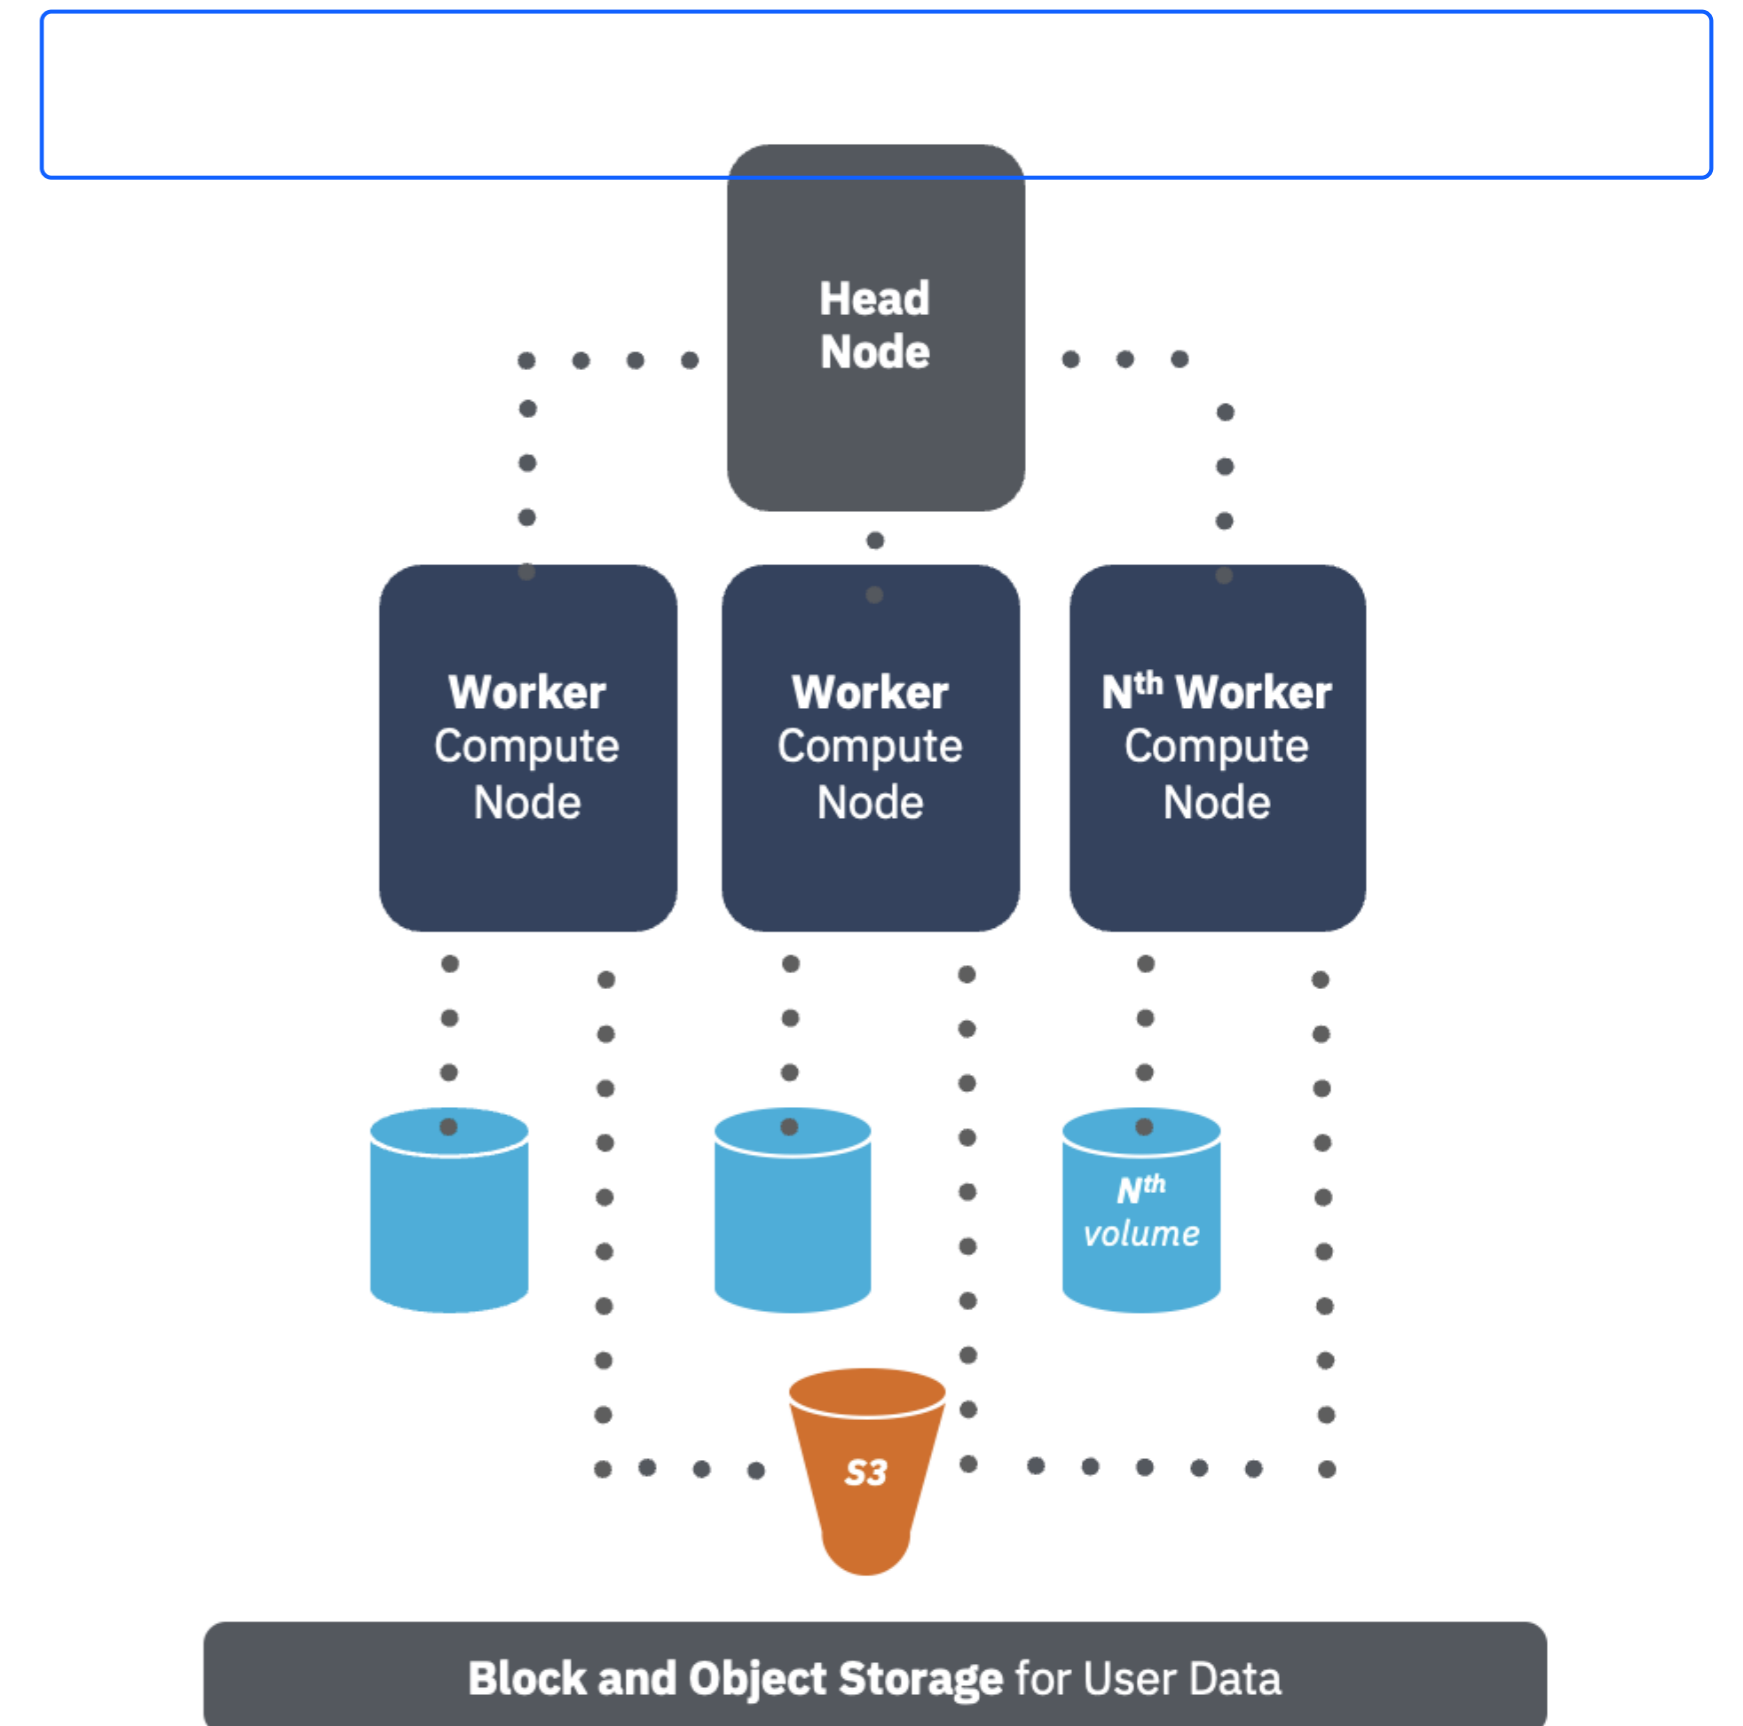 Head
Node
Worker
Compute
Node
Worker
Compute
Node
Nth Worker
Compute
Node
Nth
volume
S3
Block and Object Storage for User Data